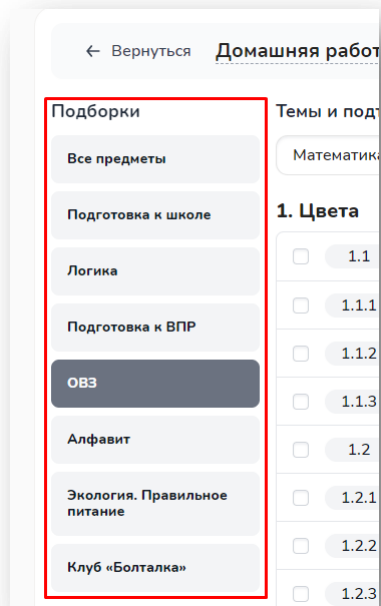 ← Вернуться Домашняя работ
Подборки
Все предметы
Подготовка к школе
Логика
Подготовка к ВПР
ОВЗ
Алфавит
Экология. Правильное
питание
Клуб «Болталка»
Темы и под
Математика
1. Цвета
1.1
1.1.1
1.1.2
1.1.3
1.2
1.2.1
1.2.2
1.2.3